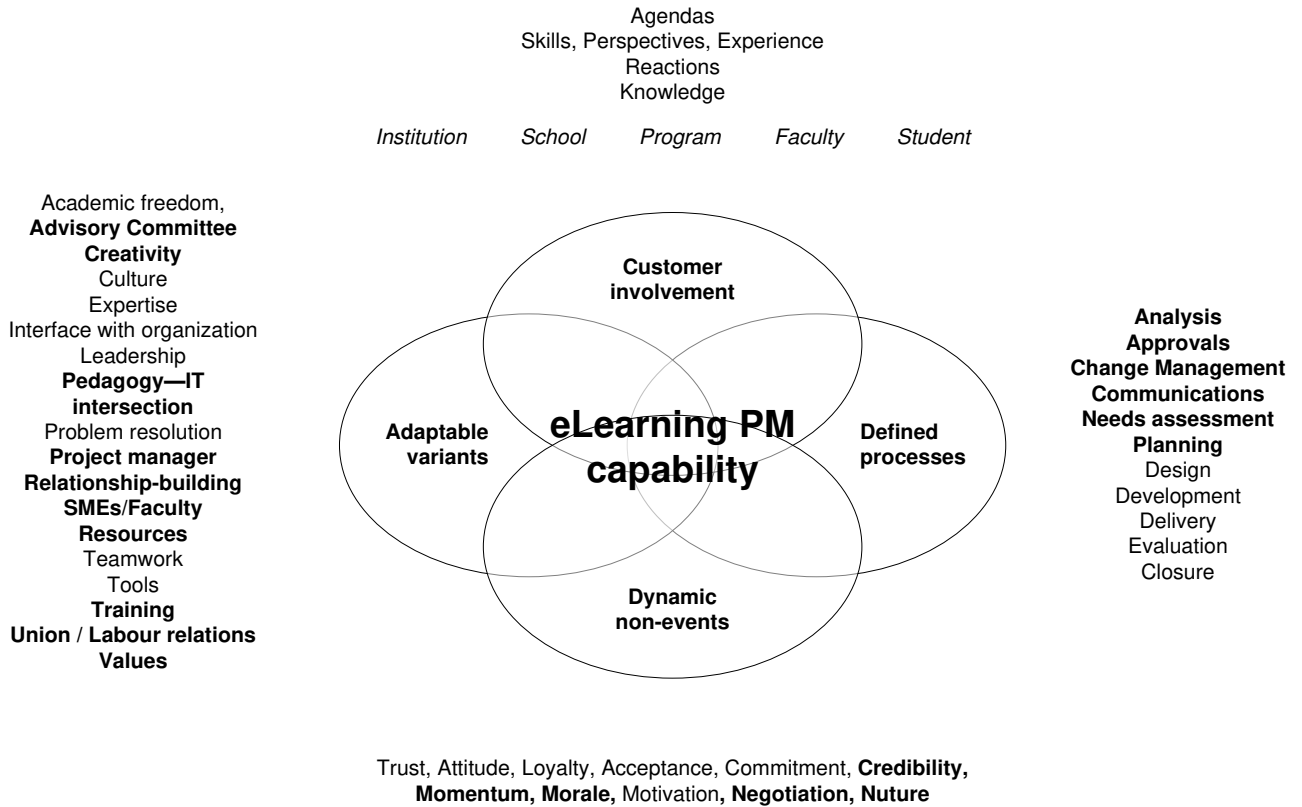 Agendas
Skills, Perspectives, Experience
Reactions
Knowledge
Institution School Program Faculty Student
Academic freedom,
Advisory Committee
Creativity
Culture
Expertise
Interface with organization
Leadership
Pedagogy—IT
intersection
Problem resolution
Project manager
Relationship-building
SMEs/Faculty
Resources
Teamwork
Tools
Training
Union / Labour relations
Values
Customer
involvement
Adaptable
variants
eLearning PM
capability
Defined
processes
Dynamic
non-events
Analysis
Approvals
Change Management
Communications
Needs assessment
Planning
Design
Development
Delivery
Evaluation
Closure
Trust, Attitude, Loyalty, Acceptance, Commitment, Credibility,
Momentum, Morale, Motivation, Negotiation, Nuture